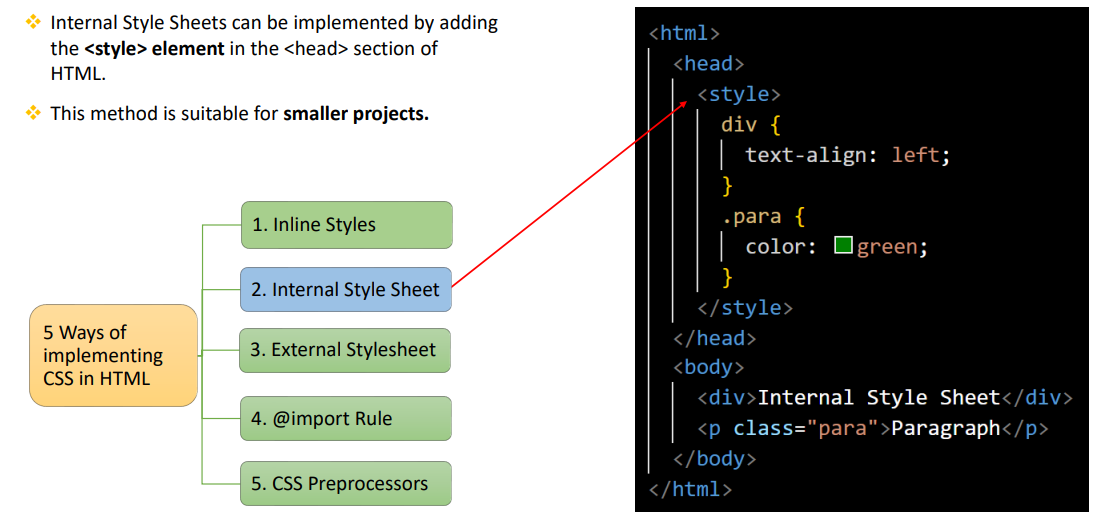 Internal Style Sheets can be implemented by adding
the <style> element in the <head> section of
HTML.
This method is suitable for smaller projects.
5 Ways of
implementing
CSS in HTML
1. Inline Styles
2. Internal Style Sheet
3. External Stylesheet
4. @import Rule
5. CSS Preprocessors
<html>
<head>
<style>
div {
text-align: left;
}
.para {
color: green;
}
</style>
</head>
<body>
<div>Internal Style Sheet</div>
<p class="para">Paragraph</p>
</body>
</html>